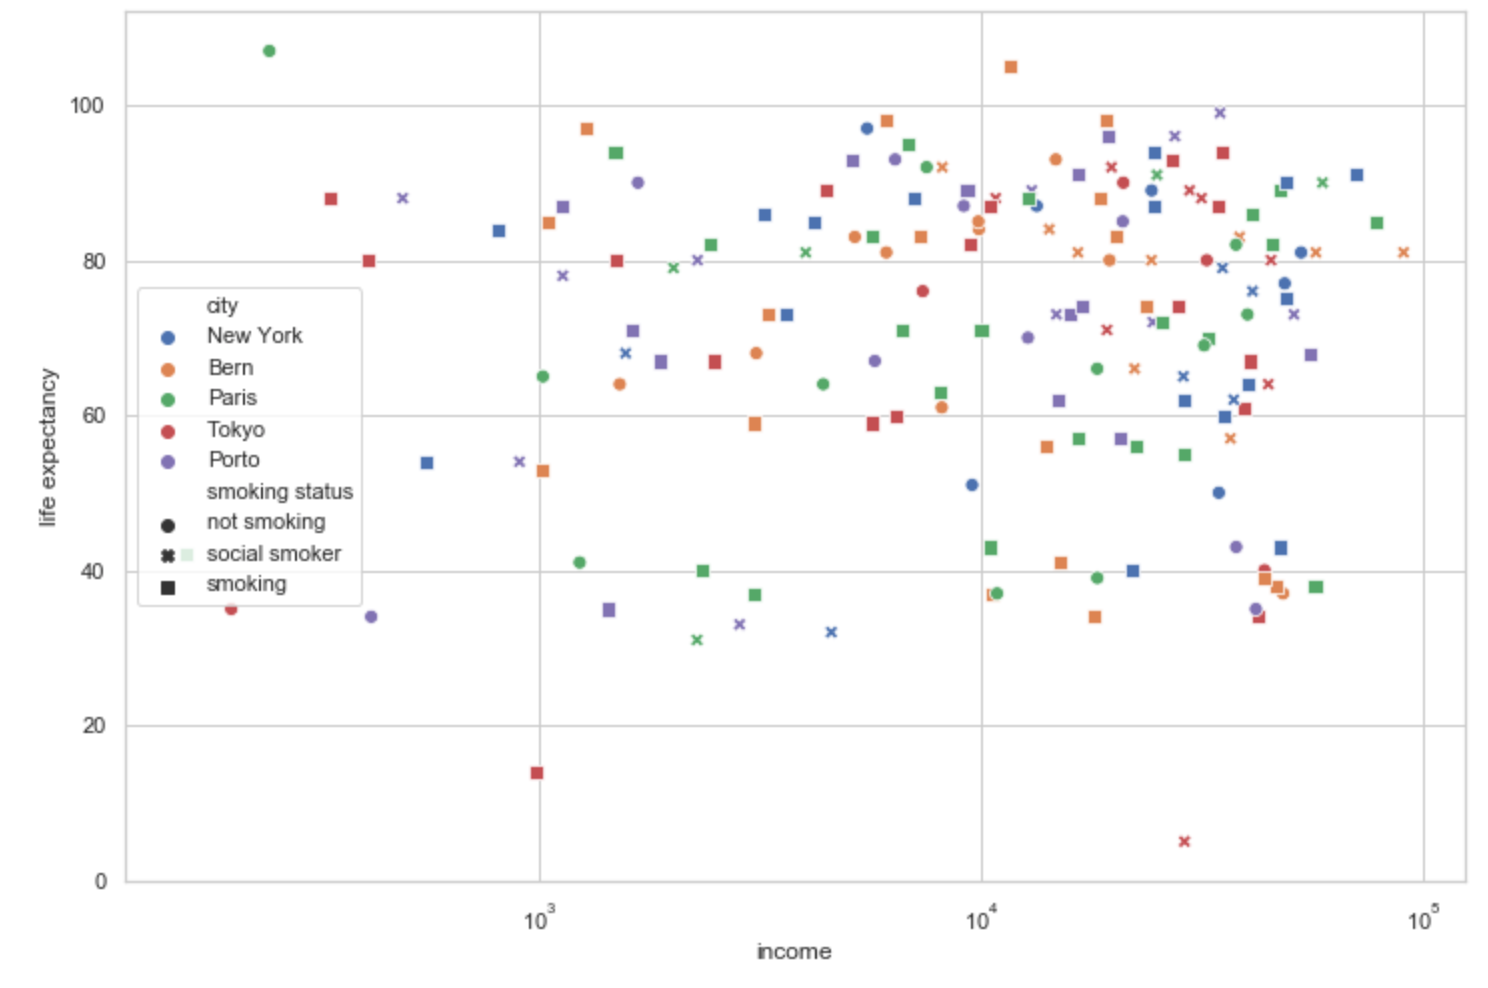 100
80
60
40
20
0
life expectancy
city
New York
Bern
Paris
Tokyo
Porto
smoking status
not smoking
social smoker
smoking
10³ 10⁴ 10⁵
income